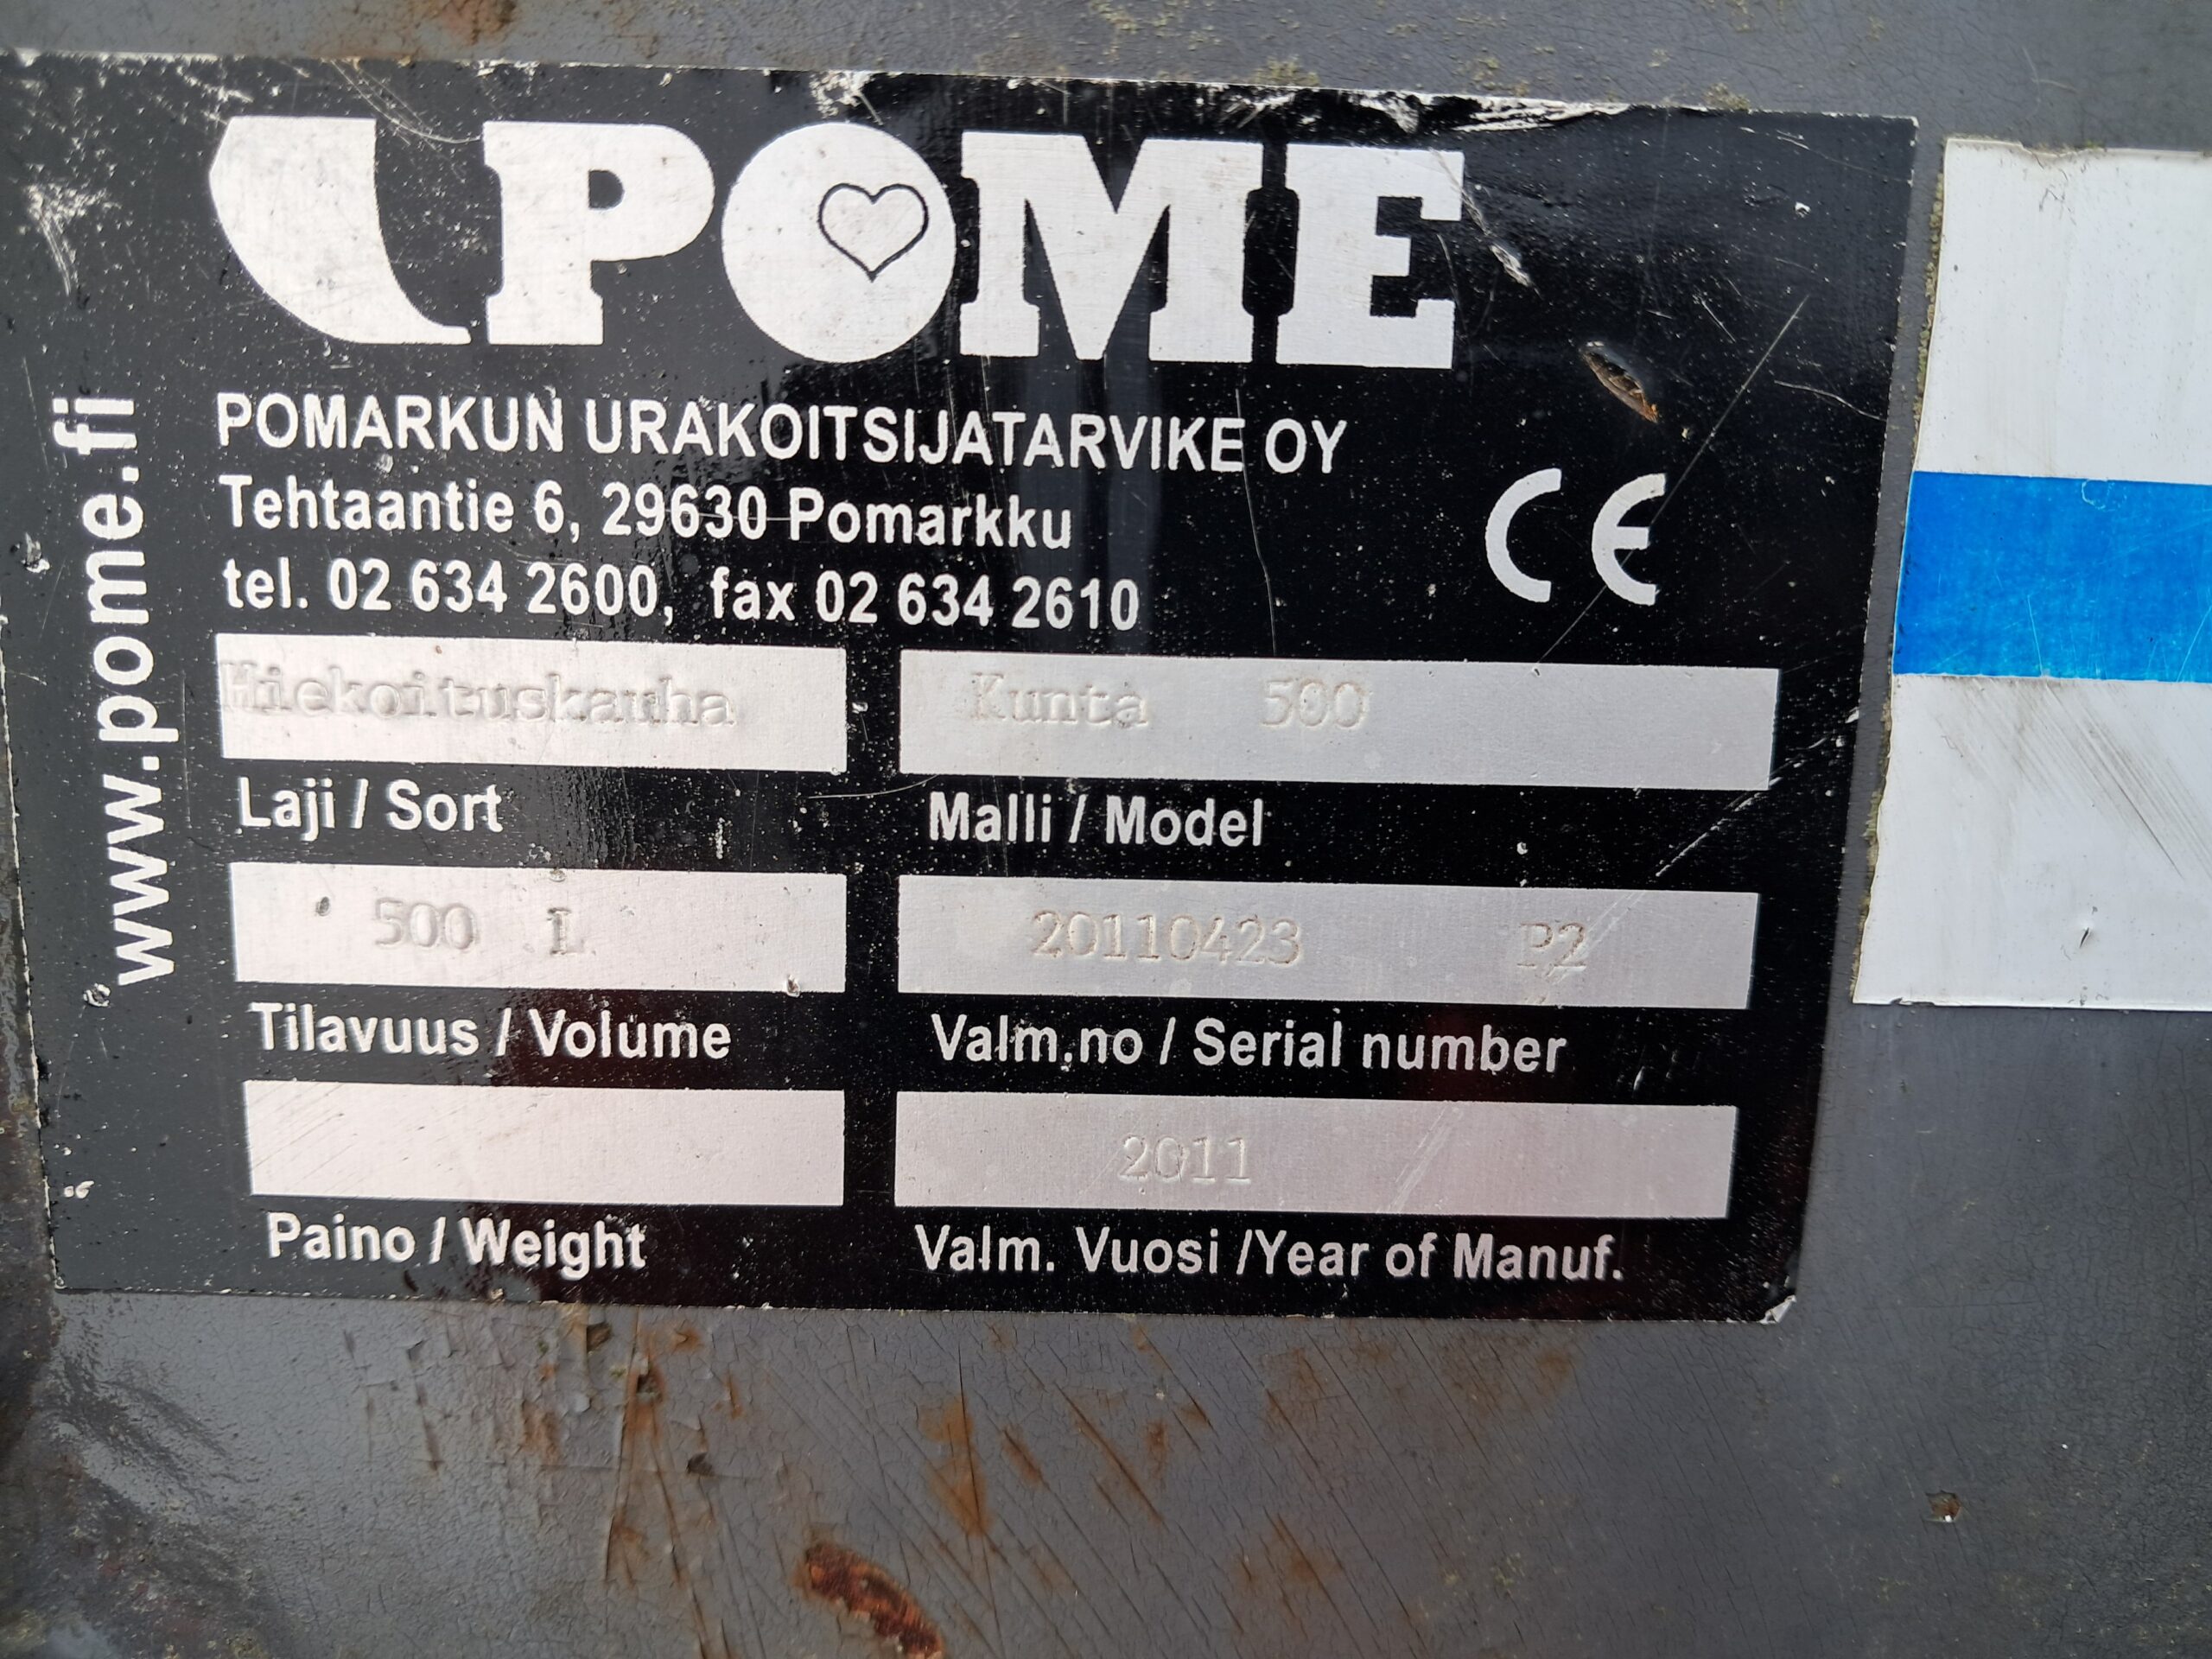 POME
POMARKUN URAKOITSIJATARVIKE OY
Tehtaantie 6, 29630 Pomarkku
tel. 02 634 2600, fax 02 634 2610
CE
www.pome.fi
Hiekoituskauha
Kunta 500
Laji / Sort
Malli / Model
500 L
20110423 P2
Tilavuus / Volume
Valm.no / Serial number
2011
Paino / Weight
Valm. Vuosi /Year of Manuf.